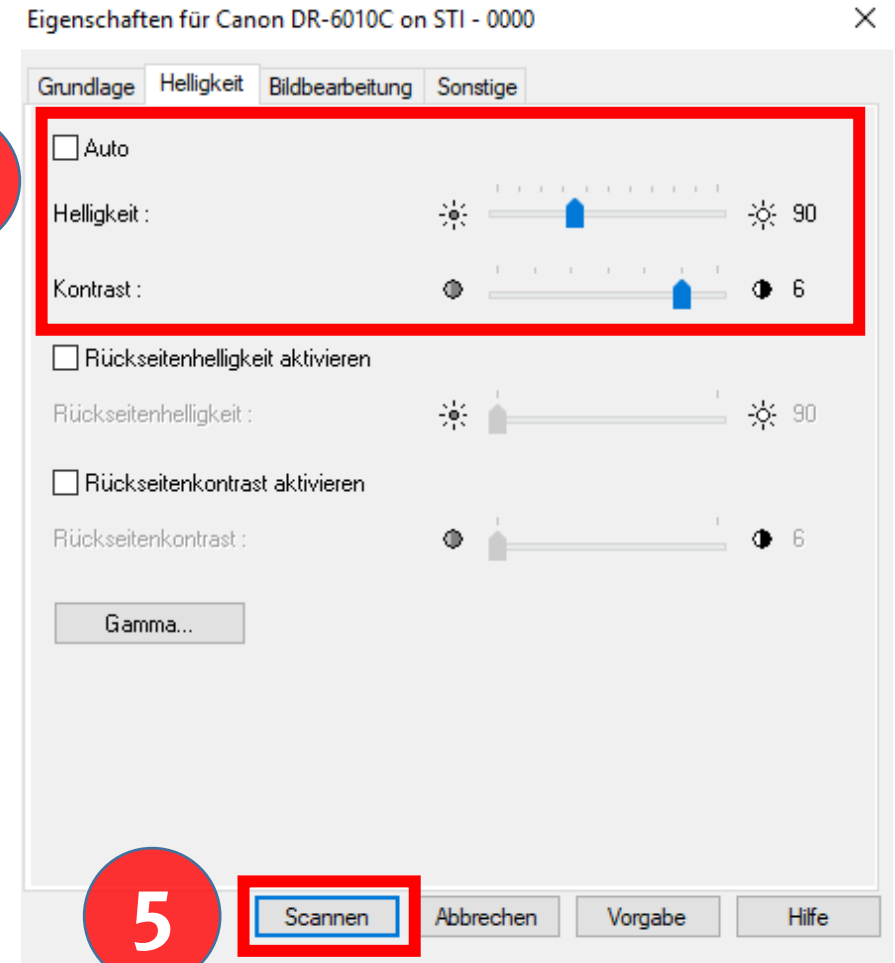 Eigenschaften für Canon DR-6010C on STI - 0000
Grundlage Helligkeit Bildbearbeitung Sonstige
Auto
Helligkeit : 90
Kontrast : 6
Rückseitenhelligkeit aktivieren
Rückseitenhelligkeit : 90
Rückseitenkontrast aktivieren
Rückseitenkontrast : 6
Gamma...
5 Scannen Abbrechen Vorgabe Hilfe